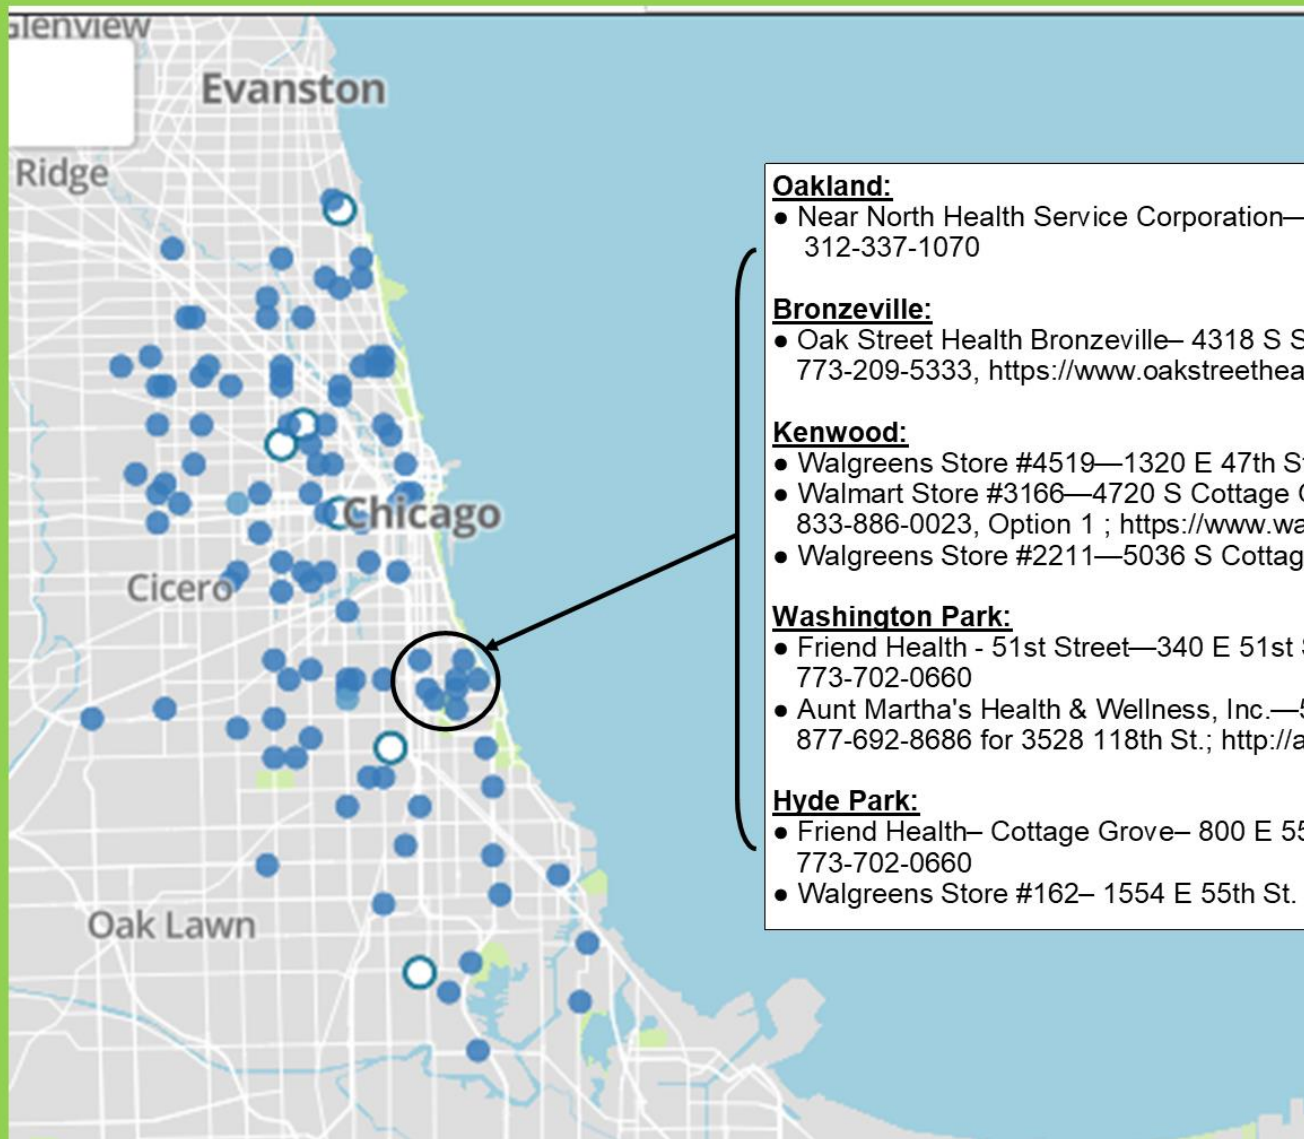 Glenview
Evanston
Ridge
Chicago
Cicero
Oak Lawn
Oakland:
● Near North Health Service Corporation—
312-337-1070
Bronzeville:
● Oak Street Health Bronzeville– 4318 S S
773-209-5333, https://www.oakstreethea
Kenwood:
● Walgreens Store #4519—1320 E 47th St
● Walmart Store #3166—4720 S Cottage G
833-886-0023, Option 1 ; https://www.wa
● Walgreens Store #2211—5036 S Cottag
Washington Park:
● Friend Health - 51st Street—340 E 51st S
773-702-0660
● Aunt Martha's Health & Wellness, Inc.—5
877-692-8686 for 3528 118th St.; http://a
Hyde Park:
● Friend Health– Cottage Grove– 800 E 55
773-702-0660
● Walgreens Store #162– 1554 E 55th St.